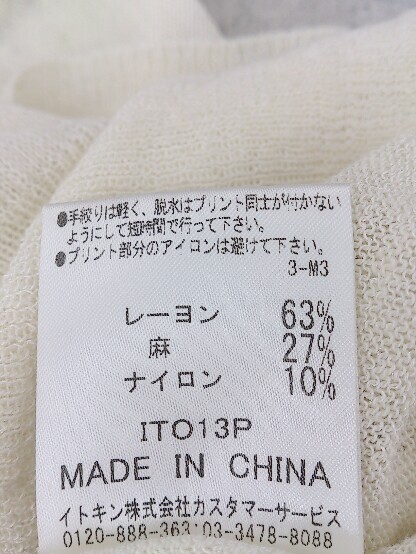 ●手絞りは軽く、脱水はプリント同士が付かない
ようにして短時間で行って下さい。
●プリント部分のアイロンは避けて下さい。
3-M3
レーヨン 63%
麻 27%
ナイロン 10%
ITO13P
MADE IN CHINA
イトキン株式会社カスタマーサービス
0120-888-363・03-3478-8088